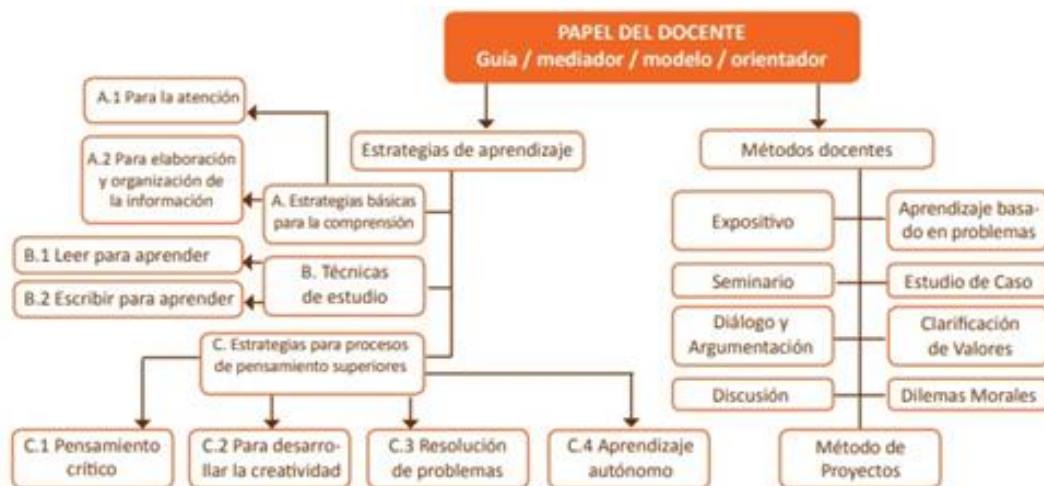 PAPEL DEL DOCENTE
Guía / mediador / modelo / orientador
Estrategias de aprendizaje
A. Estrategias básicas
para la comprensión
A.1 Para la atención
A.2 Para elaboración
y organización de
la información
B. Técnicas
de estudio
B.1 Leer para aprender
B.2 Escribir para aprender
C. Estrategias para procesos
de pensamiento superiores
C.1 Pensamiento
crítico
C.2 Para desarro-
llar la creatividad
C.3 Resolución
de problemas
C.4 Aprendizaje
autónomo
Métodos docentes
Expositivo
Aprendizaje basa-
do en problemas
Seminario
Estudio de Caso
Diálogo y
Argumentación
Clarificación
de Valores
Discusión
Dilemas Morales
Método de
Proyectos